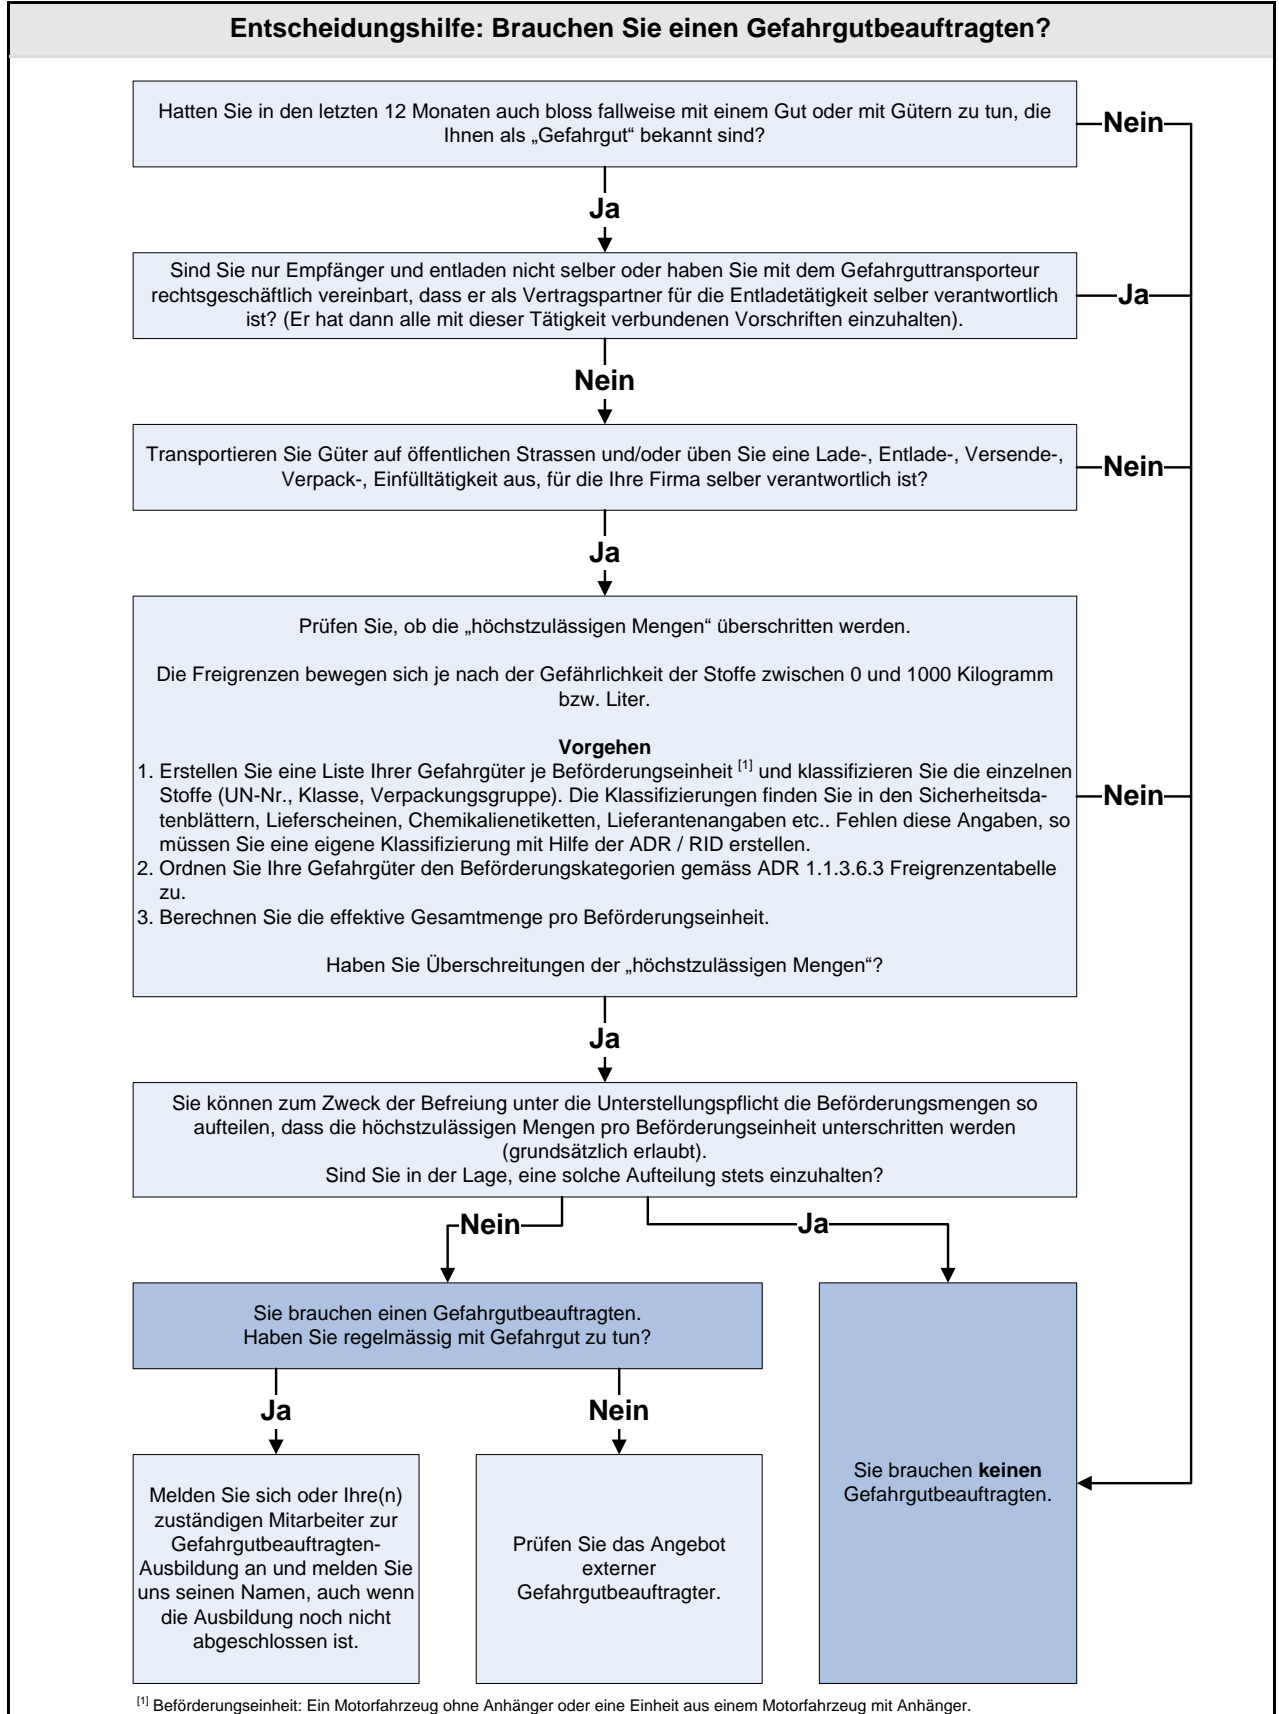 Entscheidungshilfe: Brauchen Sie einen Gefahrgutbeauftragten?
Hatten Sie in den letzten 12 Monaten auch bloss fallweise mit einem Gut oder mit Gütern zu tun, die
Ihnen als „Gefahrgut“ bekannt sind?
Nein
Ja
Sind Sie nur Empfänger und entladen nicht selber oder haben Sie mit dem Gefahrguttransporteur
rechtsgeschäftlich vereinbart, dass er als Vertragspartner für die Entladetätigkeit selber verantwortlich
ist? (Er hat dann alle mit dieser Tätigkeit verbundenen Vorschriften einzuhalten).
Ja
Nein
Transportieren Sie Güter auf öffentlichen Strassen und/oder üben Sie eine Lade-, Entlade-, Versende-,
Verpack-, Einfülltätigkeit aus, für die Ihre Firma selber verantwortlich ist?
Nein
Ja
Prüfen Sie, ob die „höchstzulässigen Mengen“ überschritten werden.
Die Freigrenzen bewegen sich je nach der Gefährlichkeit der Stoffe zwischen 0 und 1000 Kilogramm
bzw. Liter.
Vorgehen
1. Erstellen Sie eine Liste Ihrer Gefahrgüter je Beförderungseinheit [1] und klassifizieren Sie die einzelnen
Stoffe (UN-Nr., Klasse, Verpackungsgruppe). Die Klassifizierungen finden Sie in den Sicherheitsda-
tenblättern, Lieferscheinen, Chemikalienetiketten, Lieferantenangaben etc.. Fehlen diese Angaben, so
müssen Sie eine eigene Klassifizierung mit Hilfe der ADR / RID erstellen.
2. Ordnen Sie Ihre Gefahrgüter den Beförderungskategorien gemäss ADR 1.1.3.6.3 Freigrenzentabelle
zu.
3. Berechnen Sie die effektive Gesamtmenge pro Beförderungseinheit.
Haben Sie Überschreitungen der „höchstzulässigen Mengen“?
Nein
Ja
Sie können zum Zweck der Befreiung unter die Unterstellungspflicht die Beförderungsmengen so
aufteilen, dass die höchstzulässigen Mengen pro Beförderungseinheit unterschritten werden
(grundsätzlich erlaubt).
Sind Sie in der Lage, eine solche Aufteilung stets einzuhalten?
Nein
Ja
Sie brauchen einen Gefahrgutbeauftragten.
Haben Sie regelmässig mit Gefahrgut zu tun?
Ja
Nein
Melden Sie sich oder Ihre(n)
zuständigen Mitarbeiter zur
Gefahrgutbeauftragten-
Ausbildung an und melden Sie
uns seinen Namen, auch wenn
die Ausbildung noch nicht
abgeschlossen ist.
Prüfen Sie das Angebot
externer
Gefahrgutbeauftragter.
Sie brauchen keinen
Gefahrgutbeauftragten.
[1] Beförderungseinheit: Ein Motorfahrzeug ohne Anhänger oder eine Einheit aus einem Motorfahrzeug mit Anhänger.